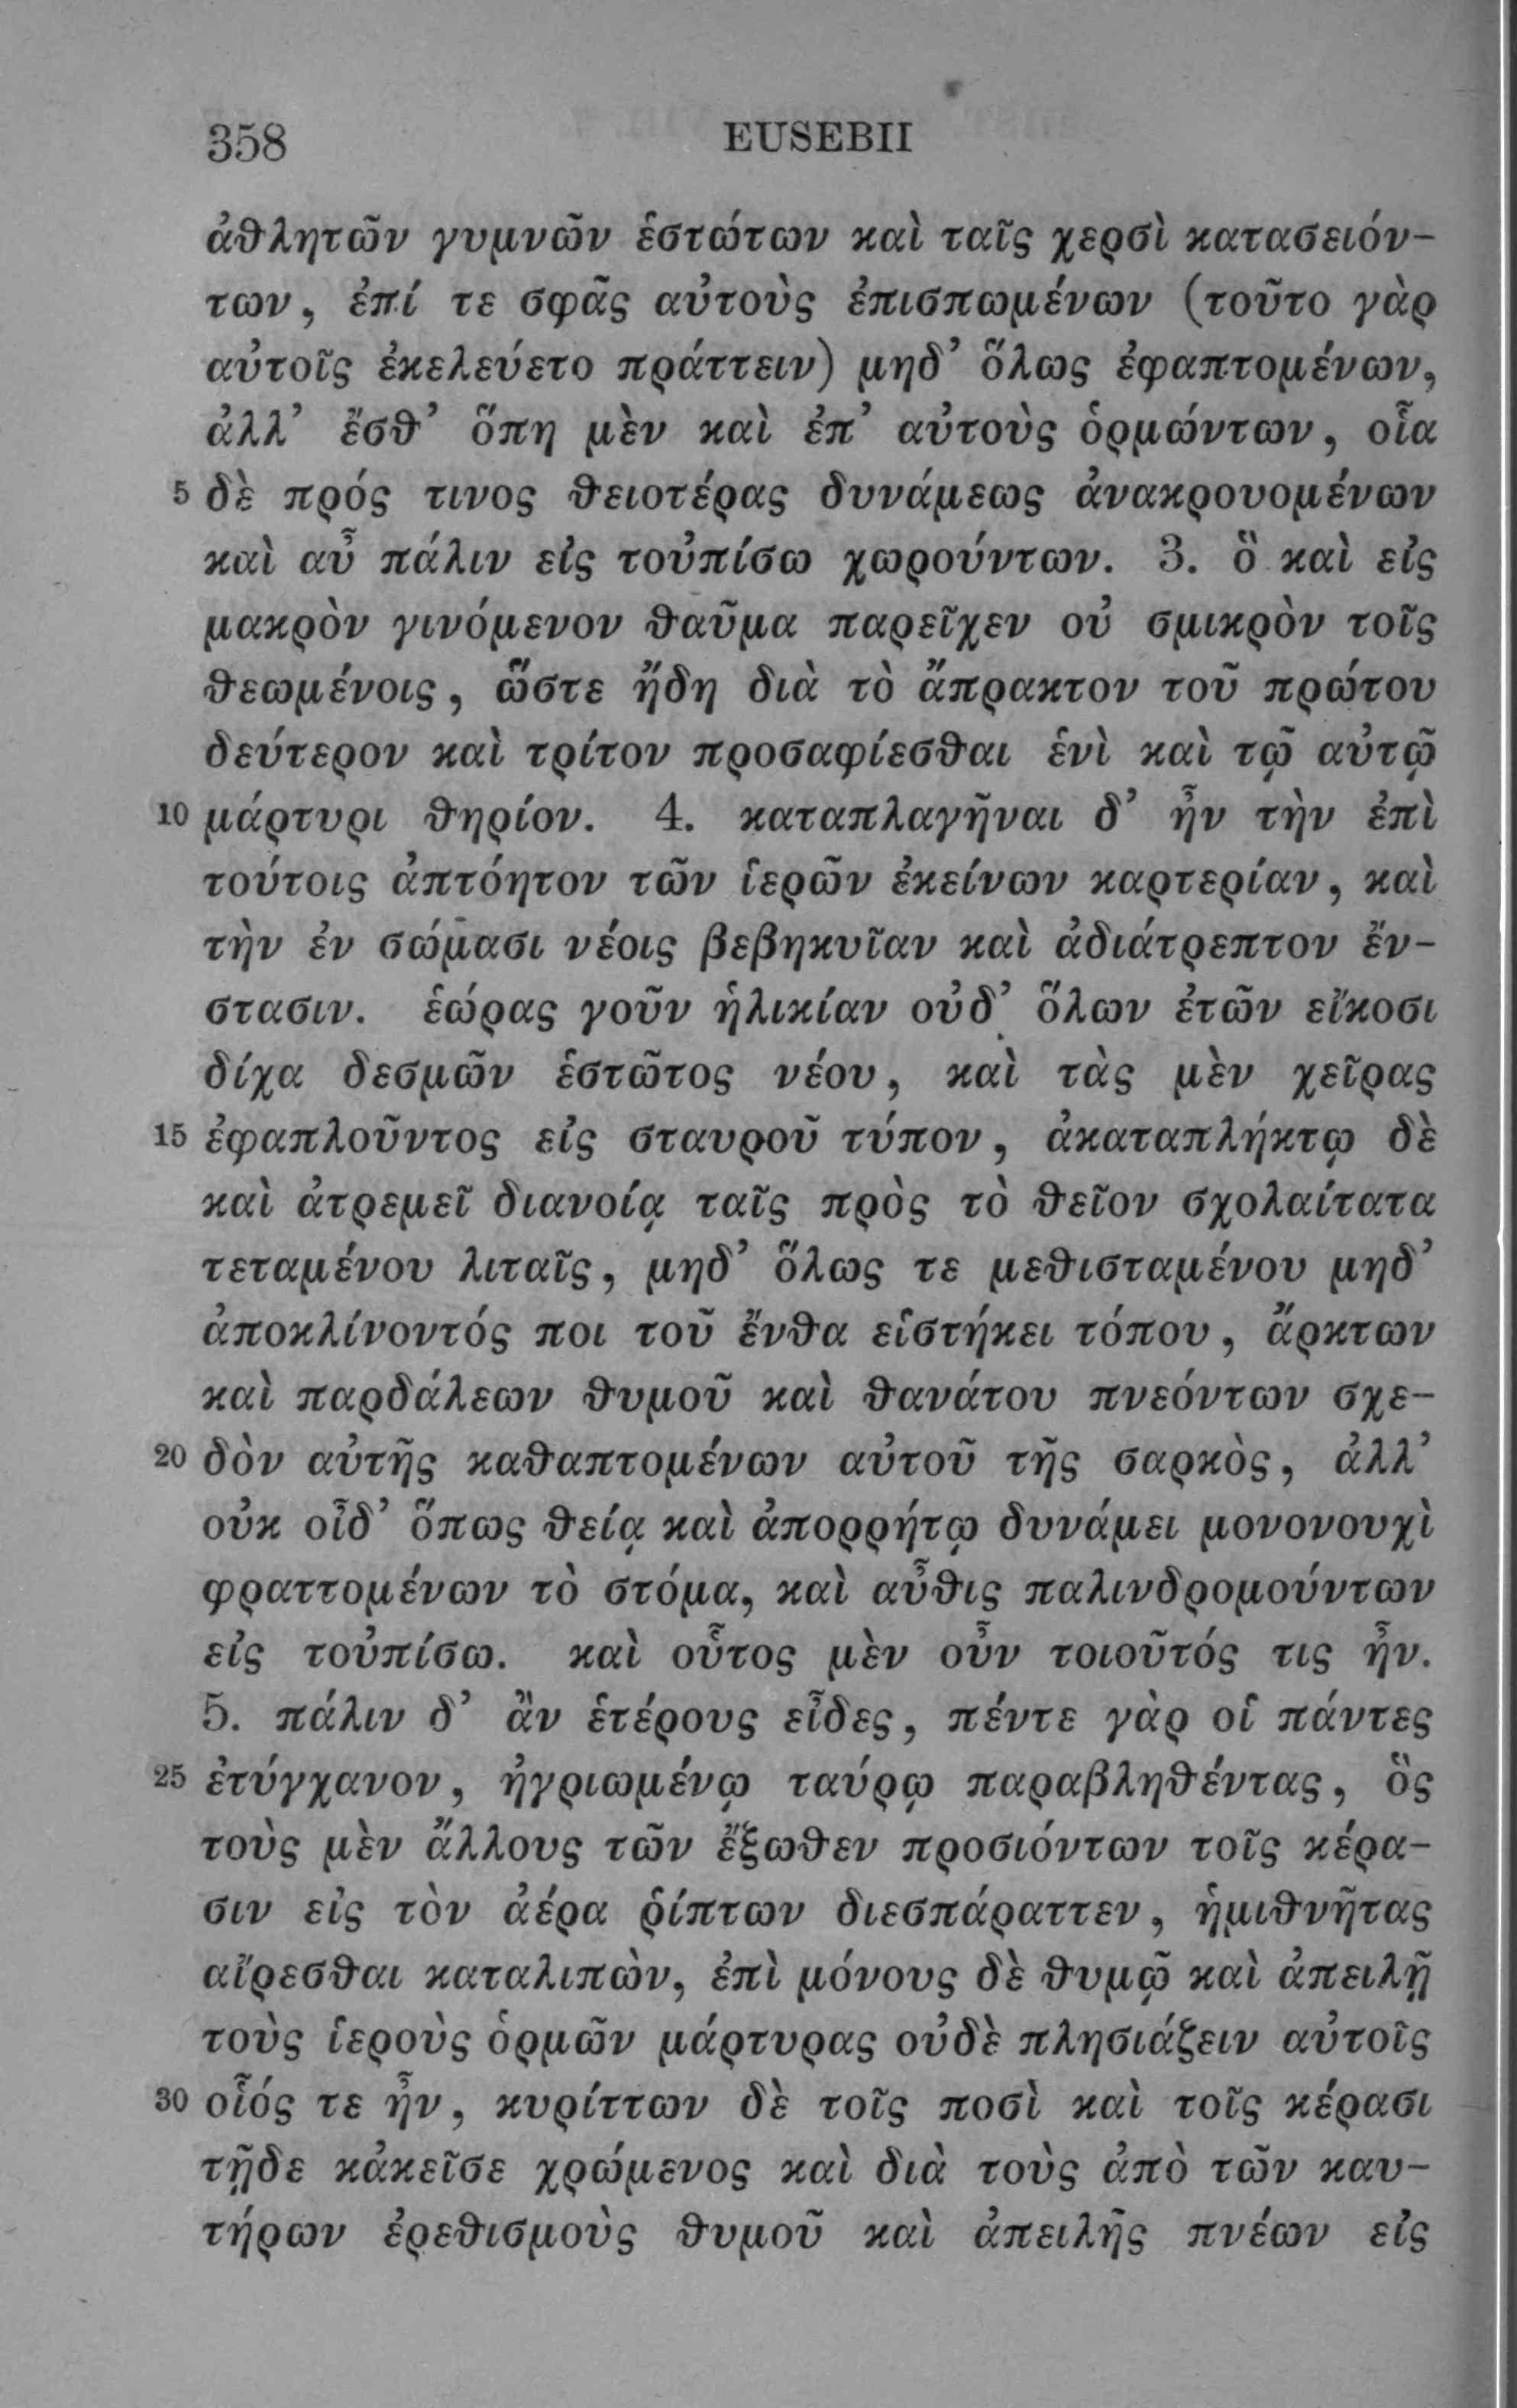 358 EUSEBII
ἀθλητῶν γυμνῶν ἑστώτων καὶ ταῖς χερσὶ κατασειόν-
των, ἐπί τε σφᾶς αὐτοὺς ἐπισπωμένων (τοῦτο γὰρ
αὐτοῖς ἐκελεύετο πράττειν) μηδ’ ὅλως ἐφαπτομένων,
ἀλλ’ ἔσθ’ ὅπη μὲν καὶ ἐπ’ αὐτοὺς ὁρμώντων, οἷα
5 δὲ πρός τινος θειοτέρας δυνάμεως ἀνακρουομένων
καὶ αὖ πάλιν εἰς τοὐπίσω χωρούντων. 3. ὃ καὶ εἰς
μακρὸν γινόμενον θαῦμα παρεῖχεν οὐ σμικρὸν τοῖς
θεωμένοις, ὥστε ἤδη διὰ τὸ ἄπρακτον τοῦ πρώτου
δεύτερον καὶ τρίτον προσαφίεσθαι ἑνὶ καὶ τῷ αὐτῷ
10 μάρτυρι θηρίον. 4. καταπλαγῆναι δ’ ἦν τὴν ἐπὶ
τούτοις ἀπτόητον τῶν ἱερῶν ἐκείνων καρτερίαν, καὶ
τὴν ἐν σώμασι νέοις βεβηκυῖαν καὶ ἀδιάτρεπτον ἔν-
στασιν. ἑώρας γοῦν ἡλικίαν οὐδ’ ὅλων ἐτῶν εἴκοσι
δίχα δεσμῶν ἑστῶτος νέου, καὶ τὰς μὲν χεῖρας
15 ἐφαπλοῦντος εἰς σταυροῦ τύπον, ἀκαταπλήκτῳ δὲ
καὶ ἀτρεμεῖ διανοίᾳ ταῖς πρὸς τὸ θεῖον σχολαίτατα
τεταμένου λιταῖς, μηδ’ ὅλως τε μεθισταμένου μηδ’
ἀποκλίνοντός ποι τοῦ ἔνθα εἱστήκει τόπου, ἄρκτων
καὶ παρδάλεων θυμοῦ καὶ θανάτου πνεόντων σχε-
20 δὸν αὐτῆς καθαπτομένων αὐτοῦ τῆς σαρκὸς, ἀλλ’
οὐκ οἶδ’ ὅπως θείᾳ καὶ ἀπορρήτῳ δυνάμει μονονουχὶ
φραττομένων τὸ στόμα, καὶ αὖθις παλινδρομούντων
εἰς τοὐπίσω. καὶ οὗτος μὲν οὖν τοιοῦτός τις ἦν.
5. πάλιν δ’ ἂν ἑτέρους εἶδες, πέντε γὰρ οἱ πάντες
25 ἐτύγχανον, ἠγριωμένῳ ταύρῳ παραβληθέντας, ὃς
τοὺς μὲν ἄλλους τῶν ἔξωθεν προσιόντων τοῖς κέρα-
σιν εἰς τὸν ἀέρα ῥίπτων διεσπάραττεν, ἡμιθνῆτας
αἴρεσθαι καταλιπὼν, ἐπὶ μόνους δὲ θυμῷ καὶ ἀπειλῇ
τοὺς ἱεροὺς ὁρμῶν μάρτυρας οὐδὲ πλησιάζειν αὐτοῖς
30 οἷός τε ἦν, κυρίττων δὲ τοῖς ποσὶ καὶ τοῖς κέρασι
τῇδε κἀκεῖσε χρώμενος καὶ διὰ τοὺς ἀπὸ τῶν καυ-
τήρων ἐρεθισμοὺς θυμοῦ καὶ ἀπειλῆς πνέων εἰς